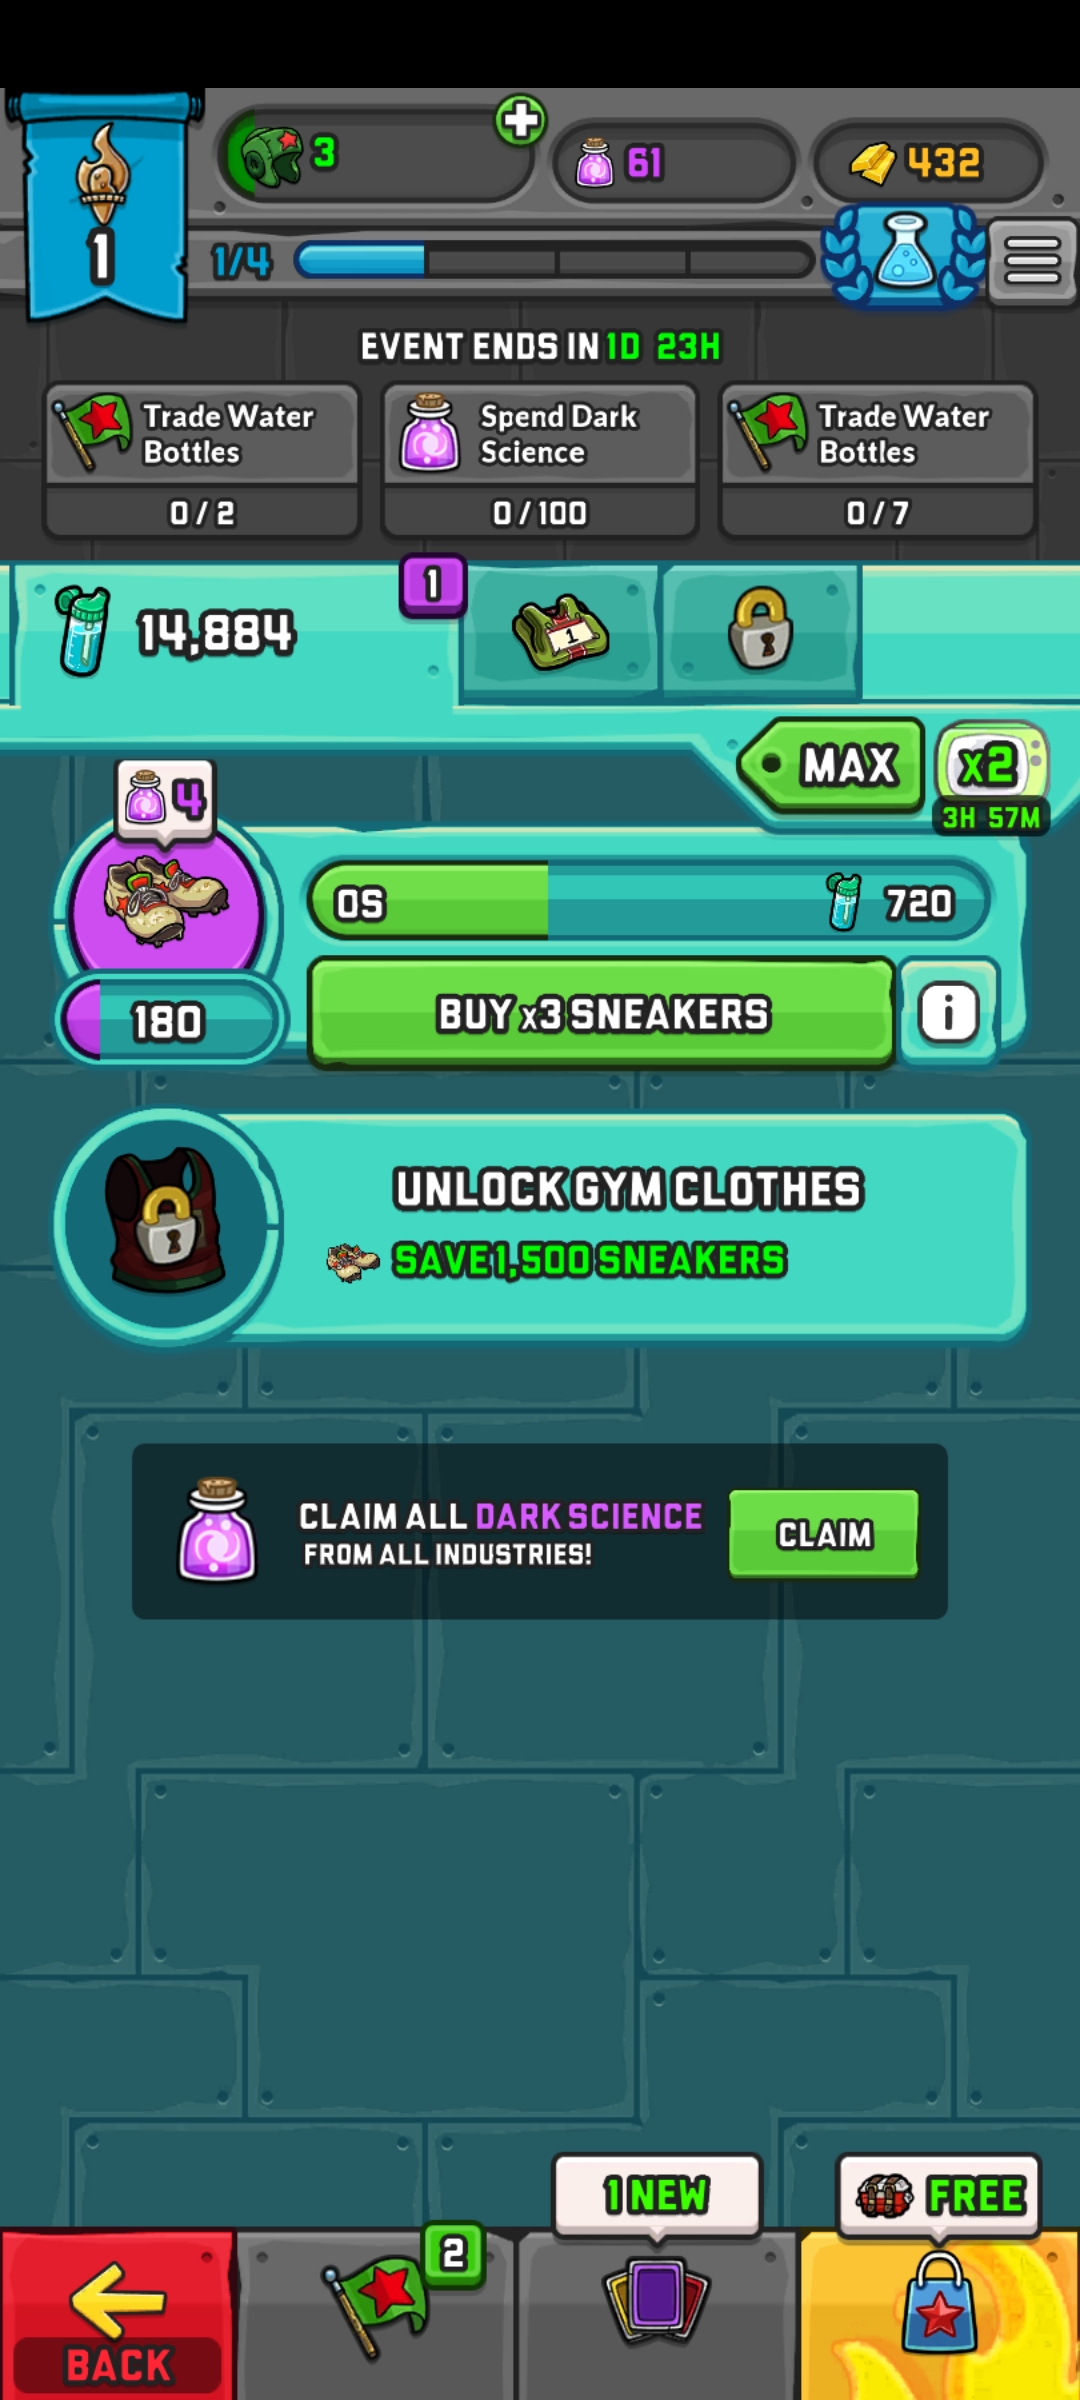 3
61
432
1
1/4
EVENT ENDS IN 1D 23H
Trade Water
Bottles
0/2
Spend Dark
Science
0/100
Trade Water
Bottles
0/7
14,884
1
1
MAX
x2
3H 57M
4
0S
720
180
BUY x3 SNEAKERS
i
UNLOCK GYM CLOTHES
SAVE 1,500 SNEAKERS
CLAIM ALL DARK SCIENCE
FROM ALL INDUSTRIES!
CLAIM
1 NEW
FREE
2
BACK